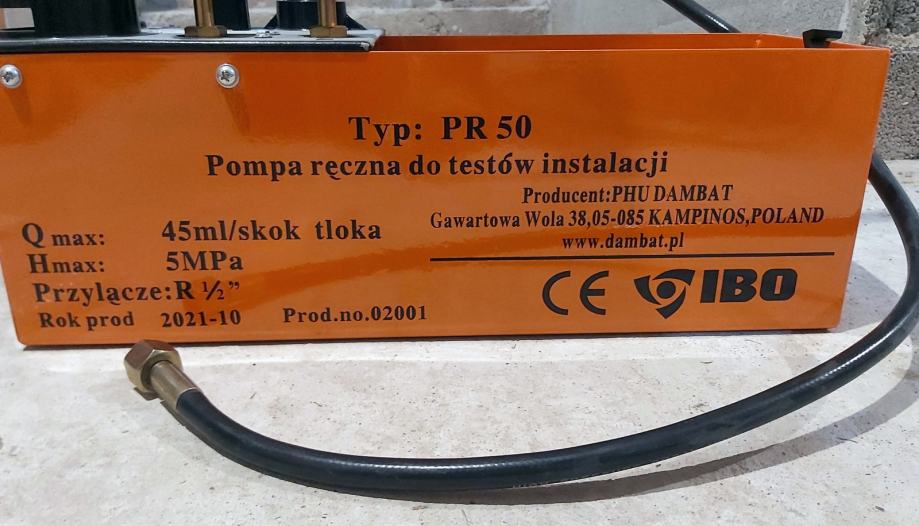 Typ: PR 50
Pompa ręczna do testów instalacji
Producent:PHU DAMBAT
Gawartowa Wola 38,05-085 KAMPINOS,POLAND
www.dambat.pl
Q max: 45ml/skok tloka
Hmax: 5MPa
Przyłącze:R ½”
Rok prod 2021-10 Prod.no.02001
CE IBO